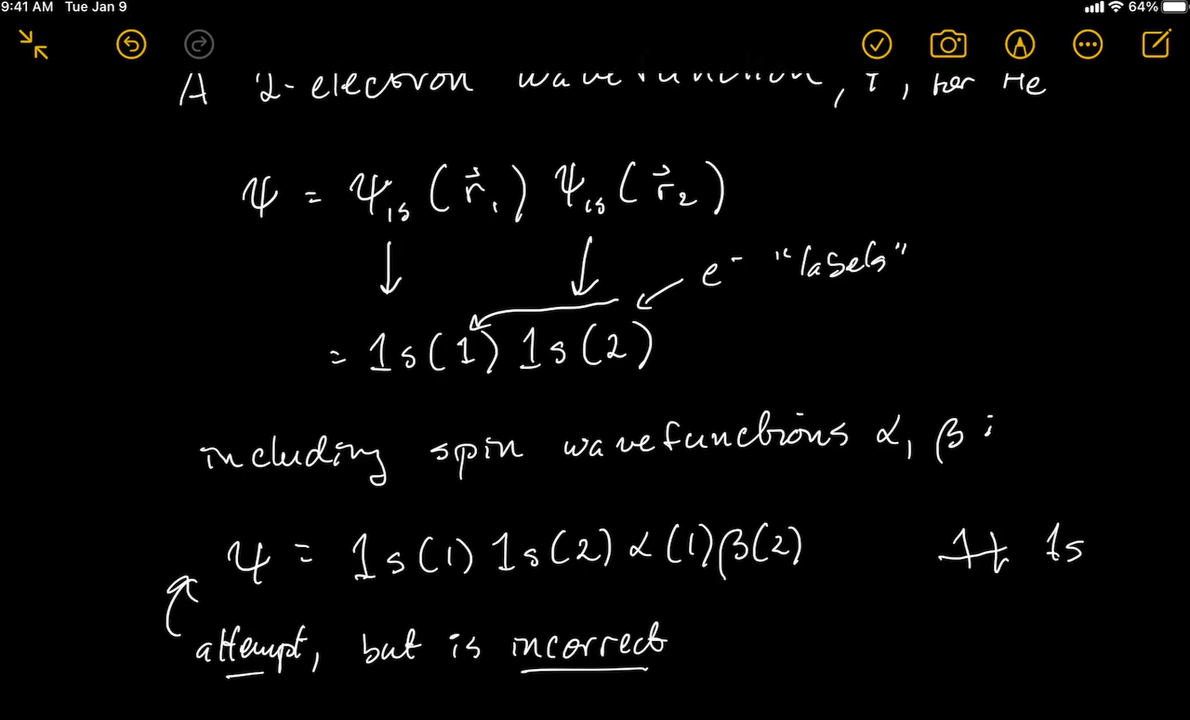 9:41 AM Tue Jan 9
64%
A 2-electron wavefunction, Ψ, for He
Ψ = Ψ₁ₛ(r⃗₁) Ψ₁ₛ(r⃗₂)
↓ ↓ e⁻ "labels"
= 1s(1) 1s(2)
including spin wavefunctions α, β :
Ψ = 1s(1) 1s(2) α(1)β(2) ⥮ 1s
attempt, but is incorrect